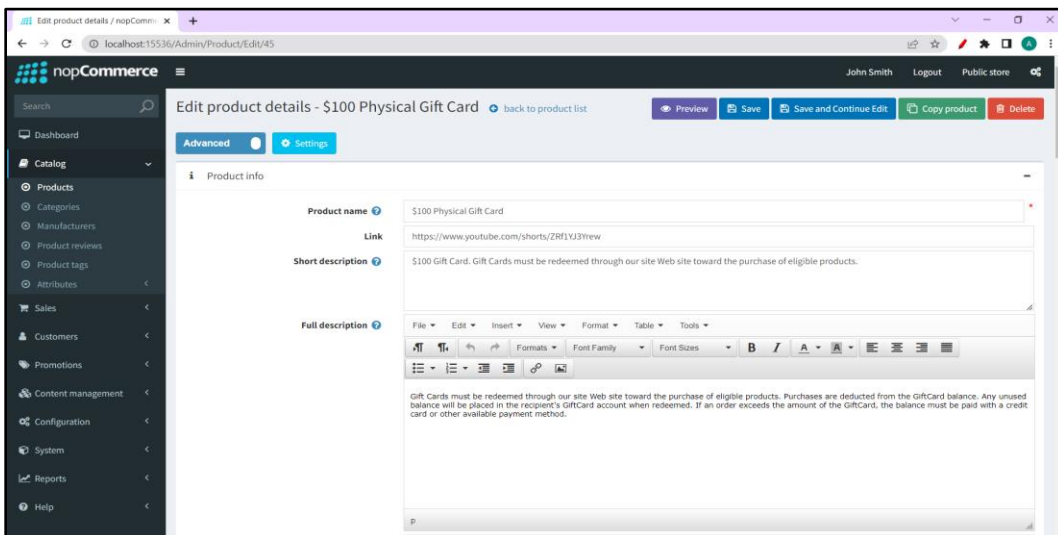 Edit product details / nopComme
localhost:15536/Admin/Product/Edit/45
A
nopCommerce
John Smith Logout Public store
Search
Edit product details - $100 Physical Gift Card back to product list
Preview Save Save and Continue Edit Copy product Delete
Dashboard
Advanced Settings
Catalog
Product info
Products
Categories
Manufacturers
Product reviews
Product tags
Attributes
Sales
Customers
Promotions
Content management
Configuration
System
Reports
Help
Product name ? $100 Physical Gift Card *
Link https://www.youtube.com/shorts/ZRf1YJ3Yrew
Short description ? $100 Gift Card. Gift Cards must be redeemed through our site Web site toward the purchase of eligible products.
Full description ? File Edit Insert View Format Table Tools
Formats Font Family Font Sizes B I A A
Gift Cards must be redeemed through our site Web site toward the purchase of eligible products. Purchases are deducted from the GiftCard balance. Any unused
balance will be placed in the recipient's GiftCard account when redeemed. If an order exceeds the amount of the GiftCard, the balance must be paid with a credit
card or other available payment method.
p